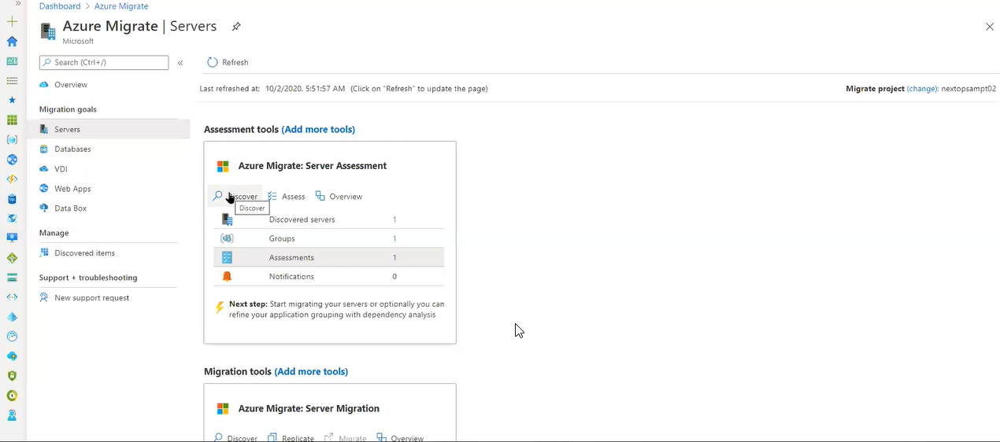 »
Dashboard > Azure Migrate
Azure Migrate | Servers
Microsoft
Search (Ctrl+/)
«
Refresh
Overview
Last refreshed at: 10/2/2020, 5:51:57 AM (Click on "Refresh" to update the page)
Migrate project (change): nextopsampt02
Migration goals
Servers
Databases
VDI
Web Apps
Data Box
Manage
Discovered items
Support + troubleshooting
New support request
Assessment tools (Add more tools)
Azure Migrate: Server Assessment
Discover Assess Overview
Discover
Discovered servers 1
Groups 1
Assessments 1
Notifications 0
Next step: Start migrating your servers or optionally you can
refine your application grouping with dependency analysis
Migration tools (Add more tools)
Azure Migrate: Server Migration
Discover Replicate Migrate Overview